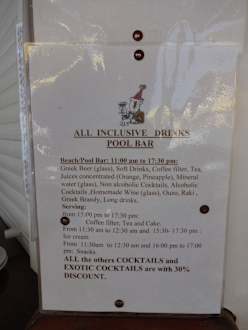 ALL INCLUSIVE DRINKS
POOL BAR
Beach/Pool Bar: 11:00 am to 17:30 pm:
Greek Beer (glass), Soft Drinks, Coffee filter, Tea,
Juices concentrated (Orange, Pineapple), Mineral
water (glass), Non alcoholic Cocktails, Alcoholic
Cocktails ,Homemade Wine (glass), Ouzo, Raki ,
Greek Brandy, Long drinks,
Serving:
from 15:00 pm to 17:30 pm:
Coffee filter, Tea and Cake.
From 11:30 am to 12:30 am and 15:30- 17:30 pm :
Ice cream
From 11:30am to 12:30 am and 16:00 pm to 17:00
pm: Snacks
ALL the others COCKTAILS and
EXOTIC COCKTAILS are with 30%
DISCOUNT.